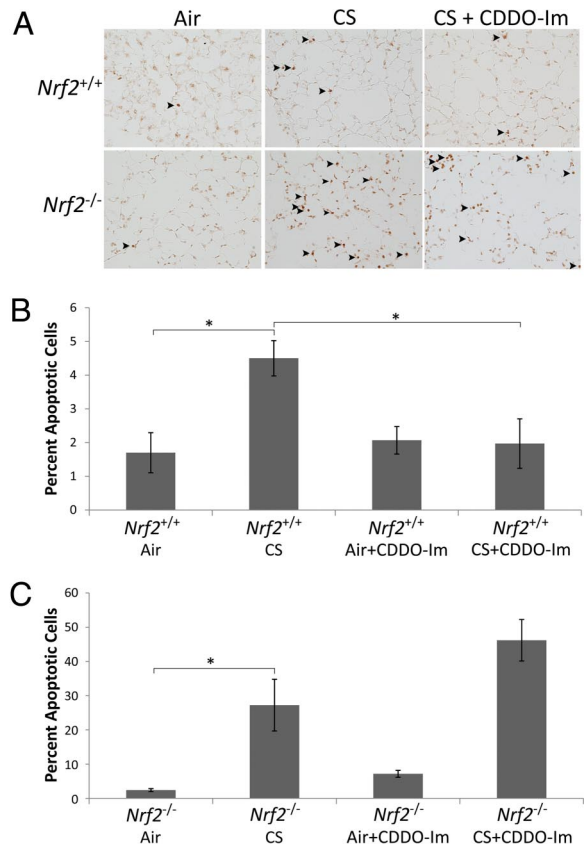 A
Air CS CS + CDDO-Im
Nrf2+/+
Nrf2-/-
B
Percent Apoptotic Cells
6
5
4
3
2
1
0
*
*
Nrf2+/+ Nrf2+/+ Nrf2+/+ Nrf2+/+
Air CS Air+CDDO-Im CS+CDDO-Im
C
Percent Apoptotic Cells
60
50
40
30
20
10
0
*
Nrf2-/- Nrf2-/- Nrf2-/- Nrf2-/-
Air CS Air+CDDO-Im CS+CDDO-Im